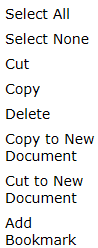 Select All
Select None
Cut
Copy
Delete
Copy to New
Document
Cut to New
Document
Add
Bookmark